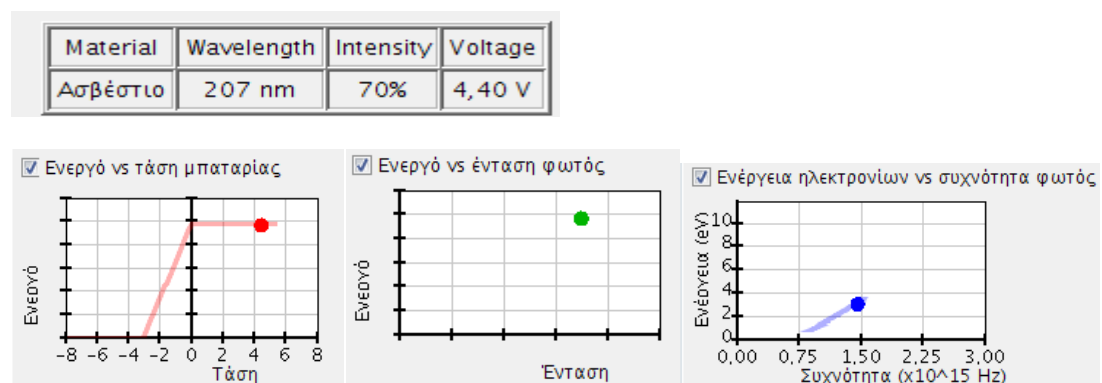 Material Wavelength Intensity Voltage
Ασβέστιο 207 nm 70% 4,40 V
Ενεργό vs τάση μπαταρίας
Ενεργό
-8 -6 -4 -2 0 2 4 6 8
Τάση
Ενεργό vs ένταση φωτός
Ενεργό
Ένταση
Ενέργεια ηλεκτρονίων vs συχνότητα φωτός
Ενέργεια (eV)
10
8
6
4
2
0
0,00 0,75 1,50 2,25 3,00
Συχνότητα (x10^15 Hz)